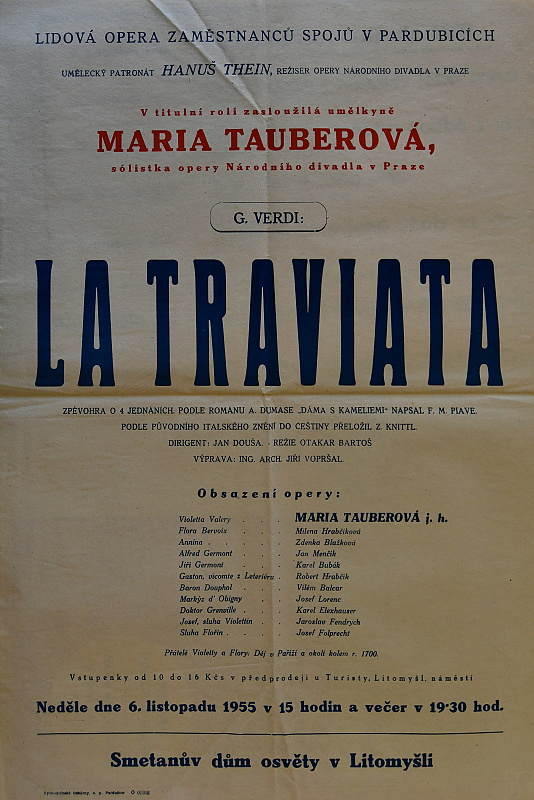 LIDOVÁ OPERA ZAMĚSTNANCŮ SPOJŮ V PARDUBICÍCH
UMĚLECKÝ PATRONÁT HANUŠ THEIN, REŽISÉR OPERY NÁRODNÍHO DIVADLA V PRAZE
V titulní roli zasloužilá umělkyně
MARIA TAUBEROVÁ,
sólistka opery Národního divadla v Praze
G. VERDI:
LA TRAVIATA
ZPĚVOHRA O 4 JEDNÁNÍCH. PODLE ROMÁNU A. DUMASE „DÁMA S KAMELIEMI" NAPSAL F. M. PIAVE.
PODLE PŮVODNÍHO ITALSKÉHO ZNĚNÍ DO ČEŠTINY PŘELOŽIL Z. KNITTL.
DIRIGENT: JAN DOUŠA. - REŽIE OTAKAR BARTOŠ
VÝPRAVA: ING. ARCH. JIŘÍ VOPRŠAL.
Obsazení opery:
Violetta Valery . . . MARIA TAUBEROVÁ j. h.
Flora Bervoix . . . Milena Hrabčíková
Annina . . . . Zdenka Blažková
Alfred Germont . . . Jan Menčík
Jiří Germont . . . Karel Bubák
Gaston, vicomte z Letoriéru . Robert Hrabčík
Baron Douphol . . . Vilém Balcar
Markýz d' Obigny . . . Josef Lorenc
Doktor Grenville . . . Karel Elexhauser
Josef, sluha Violettin . . Jaroslav Fendrych
Sluha Flořin . . . . Josef Folprecht
Přátelé Violetty a Flory: Děj v Paříži a okolí kolem r. 1700.
Vstupenky od 10 do 16 Kčs v předprodeji u Turisty, Litomyšl, náměstí
Neděle dne 6. listopadu 1955 v 15 hodin a večer v 19·30 hod.
Smetanův dům osvěty v Litomyšli